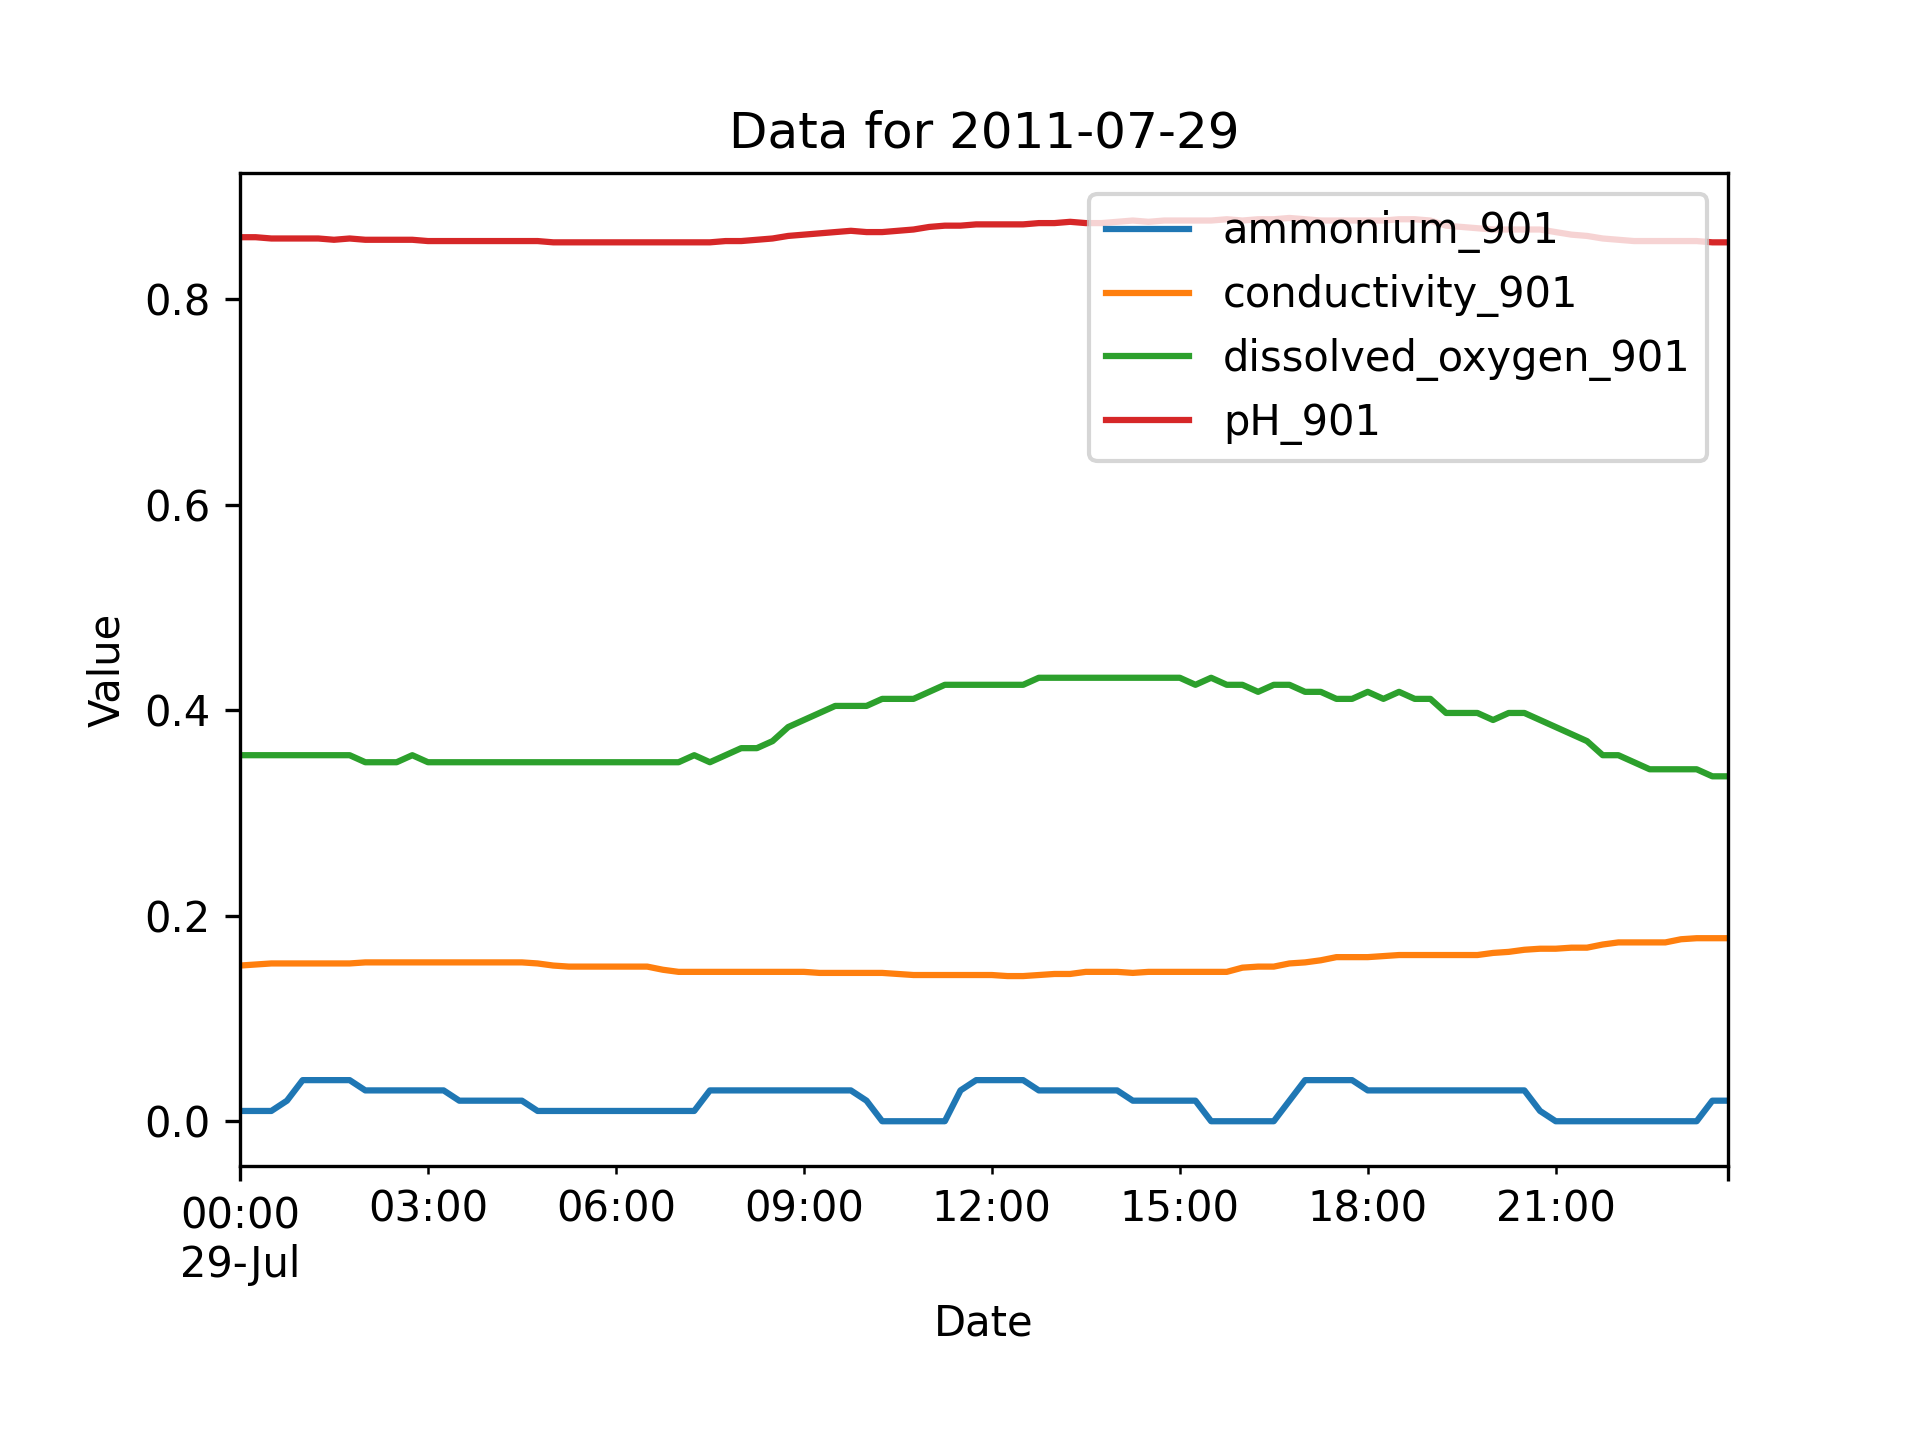 Data for 2011-07-29
ammonium_901
conductivity_901
dissolved_oxygen_901
pH_901
Value
0.8
0.6
0.4
0.2
0.0
00:00 03:00 06:00 09:00 12:00 15:00 18:00 21:00
29-Jul
Date